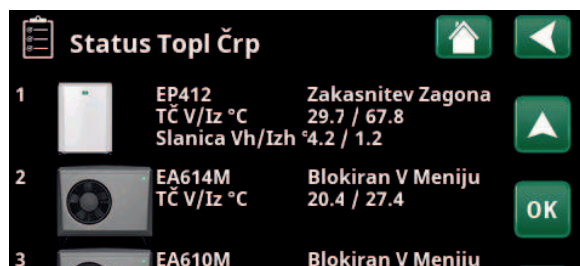 Status Topl Črp
1 EP412 Zakasnitev Zagona
TČ V/Iz °C 29.7 / 67.8
Slanica Vh/Izh °4.2 / 1.2
2 EA614M Blokiran V Meniju
TČ V/Iz °C 20.4 / 27.4
OK
3 EA610M Blokiran V Meniju